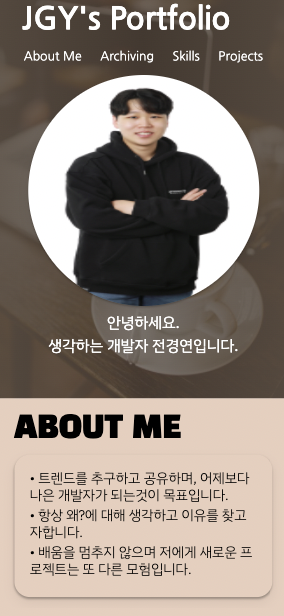 JGY's Portfolio
About Me Archiving Skills Projects
안녕하세요.
생각하는 개발자 전경연입니다.
ABOUT ME
• 트렌드를 추구하고 공유하며, 어제보다
나은 개발자가 되는것이 목표입니다.
• 항상 왜?에 대해 생각하고 이유를 찾고
자합니다.
• 배움을 멈추지 않으며 저에게 새로운 프
로젝트는 또 다른 모험입니다.